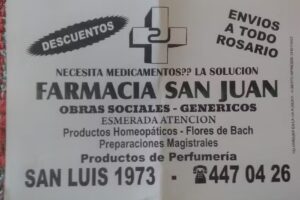 DESCUENTOS
ENVIOS
A TODO
ROSARIO
NECESITA MEDICAMENTOS?? LA SOLUCION
FARMACIA SAN JUAN
OBRAS SOCIALES - GENERICOS
ESMERADA ATENCION
Productos Homeopáticos - Flores de Bach
Preparaciones Magistrales
Productos de Perfumería
SAN LUIS 1973 - ☎447 04 26